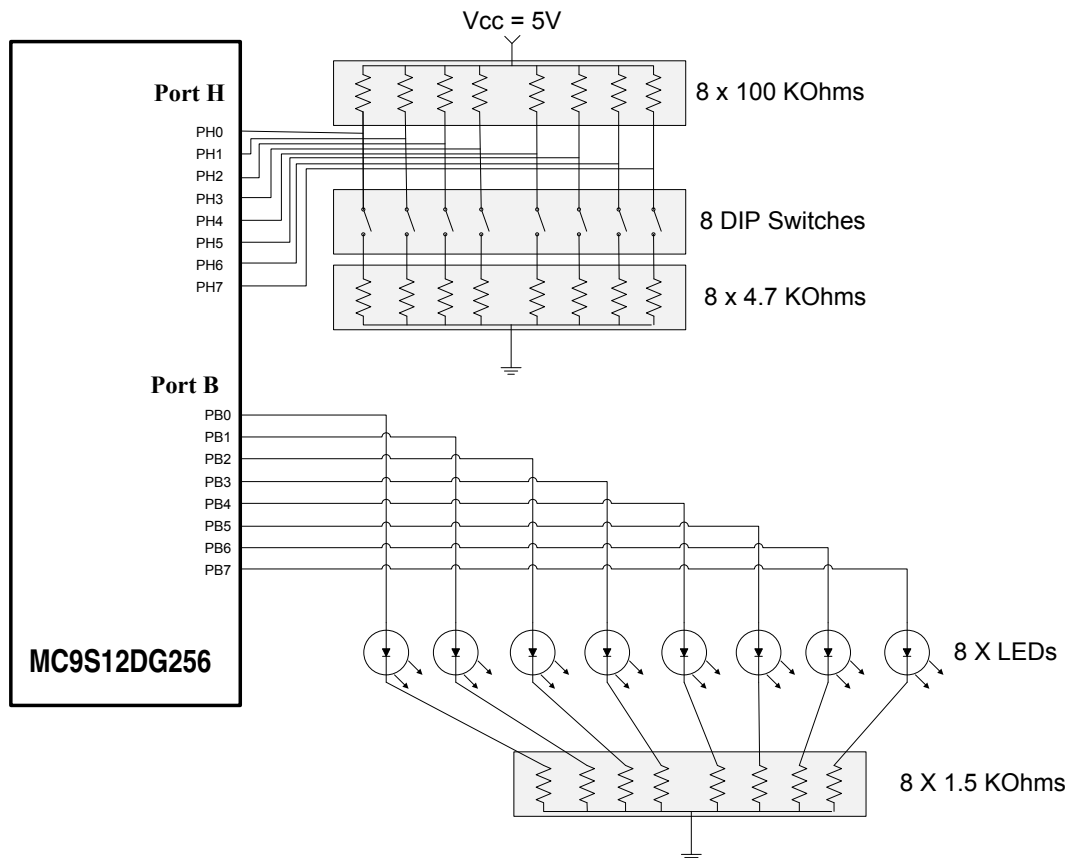 Vcc = 5V
Port H
8 x 100 KOhms
PH0
PH1
PH2
PH3
PH4
PH5
PH6
PH7
8 DIP Switches
8 x 4.7 KOhms
Port B
PB0
PB1
PB2
PB3
PB4
PB5
PB6
PB7
MC9S12DG256
8 X LEDs
8 X 1.5 KOhms